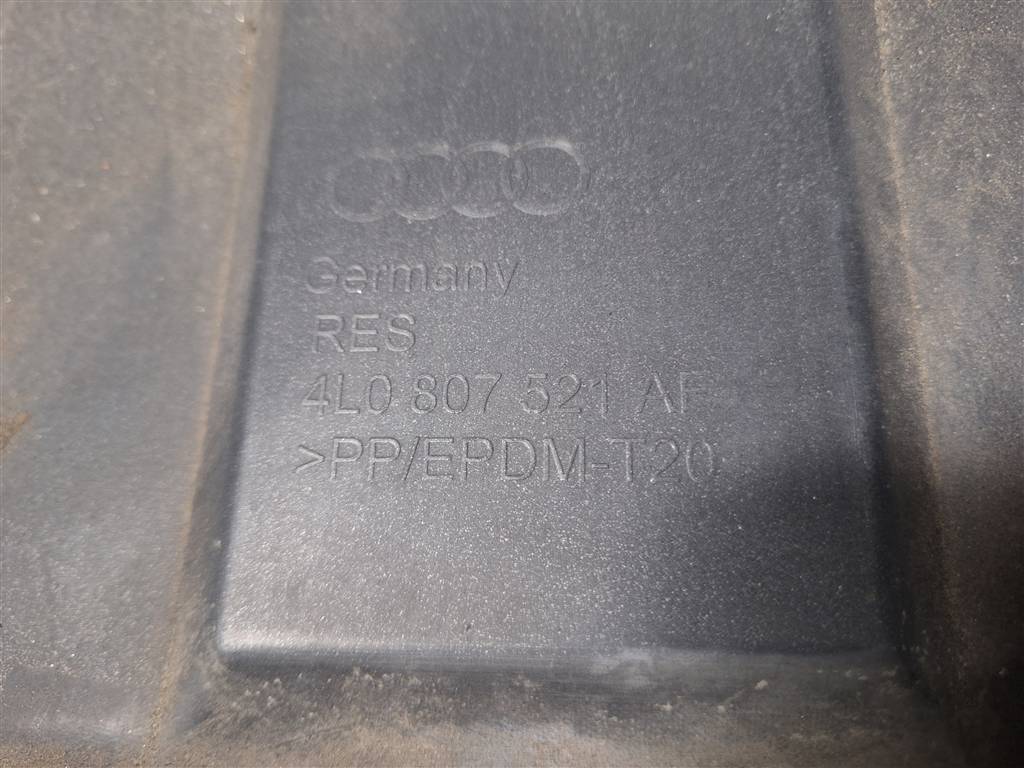 Germany
RES
4L0 807 521 AF
>PP/EPDM-T20